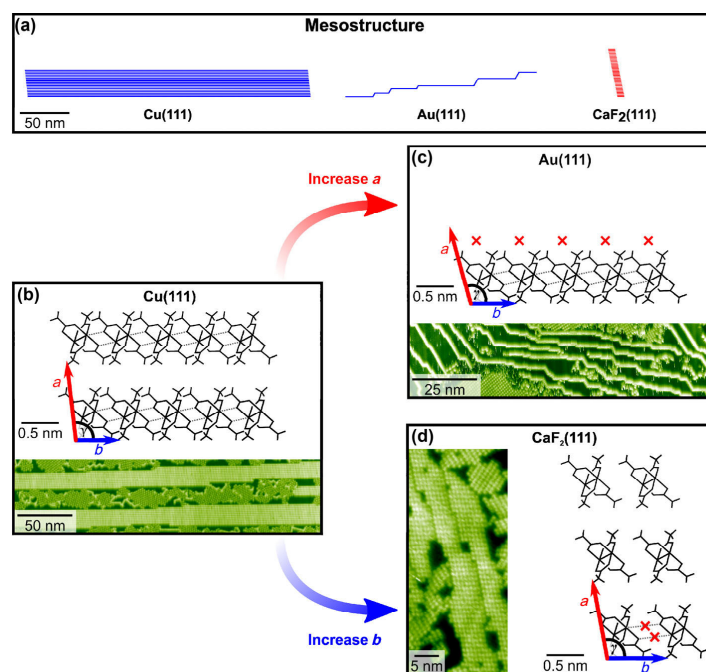 (a)
Mesostructure
50 nm
Cu(111)
Au(111)
CaF2(111)
Increase a
(c)
Au(111)
a
0.5 nm
γ
b
25 nm
(b)
Cu(111)
a
0.5 nm
γ
b
50 nm
Increase b
(d)
CaF₂(111)
a
γ
b
5 nm
0.5 nm